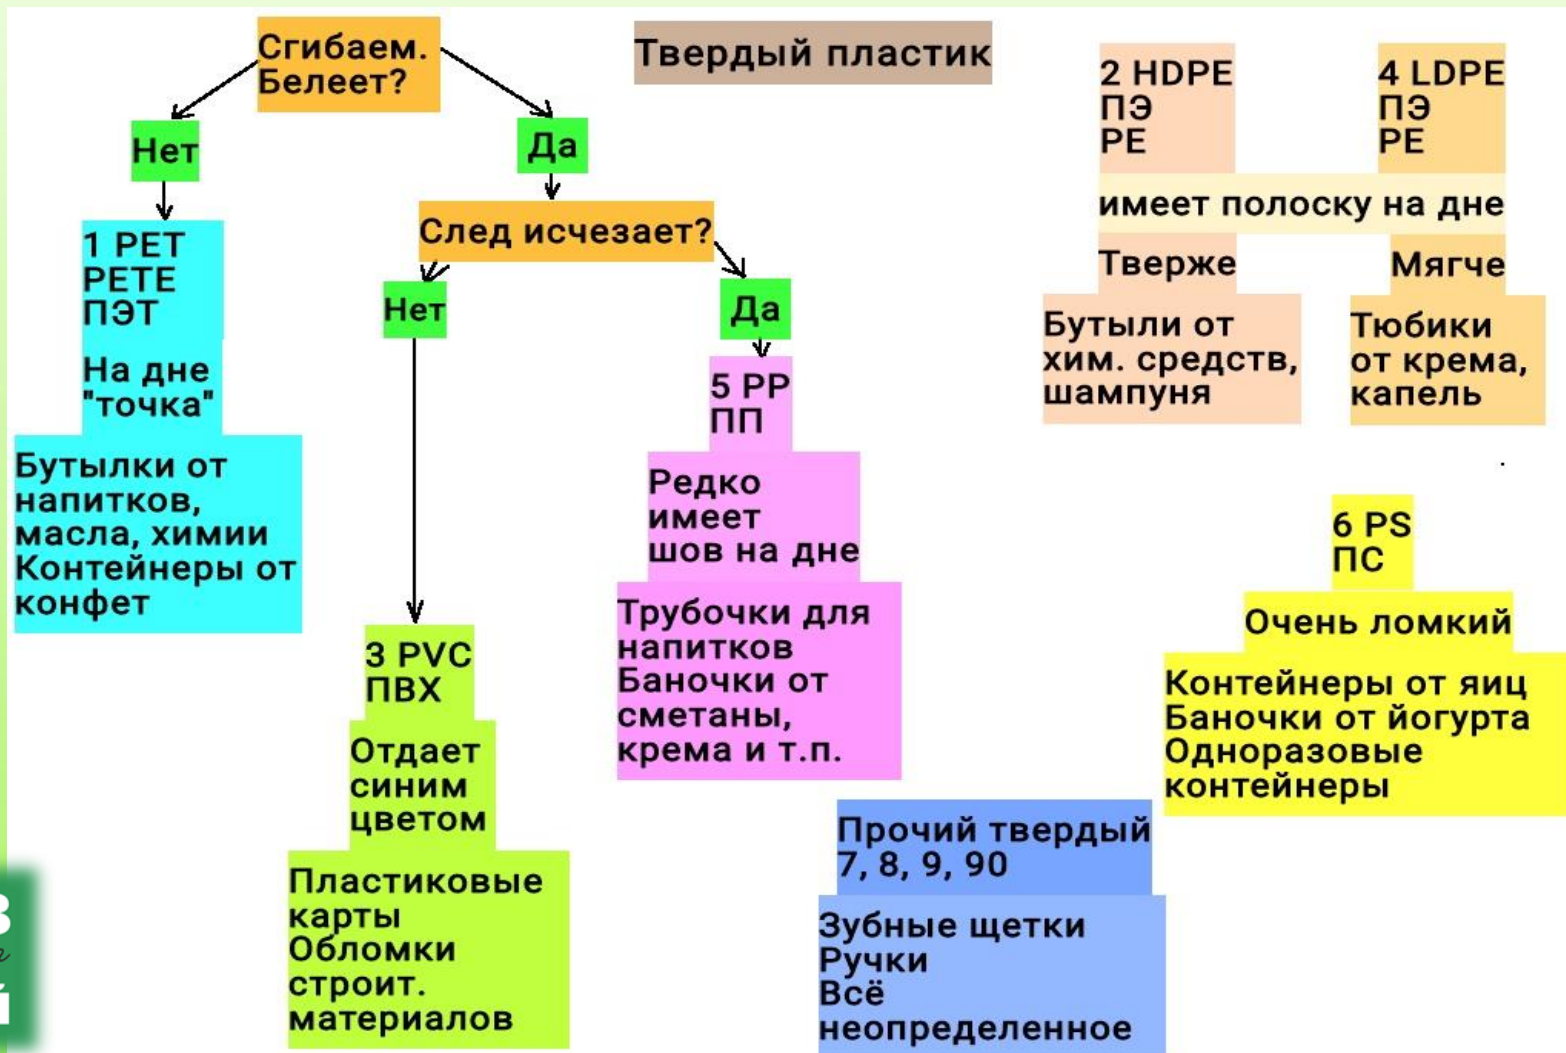 Сгибаем.
Белеет?
Твердый пластик
Нет
Да
След исчезает?
Нет
Да
1 PET
PETE
ПЭТ
На дне
"точка"
Бутылки от
напитков,
масла, химии
Контейнеры от
конфет
3 PVC
ПВХ
Отдает
синим
цветом
Пластиковые
карты
Обломки
строит.
материалов
5 PP
ПП
Редко
имеет
шов на дне
Трубочки для
напитков
Баночки от
сметаны,
крема и т.п.
2 HDPE
ПЭ
PE
4 LDPE
ПЭ
PE
имеет полоску на дне
Тверже
Мягче
Бутыли от
хим. средств,
шампуня
Тюбики
от крема,
капель
6 PS
ПС
Очень ломкий
Контейнеры от яиц
Баночки от йогурта
Одноразовые
контейнеры
Прочий твердый
7, 8, 9, 90
Зубные щетки
Ручки
Всё
неопределенное